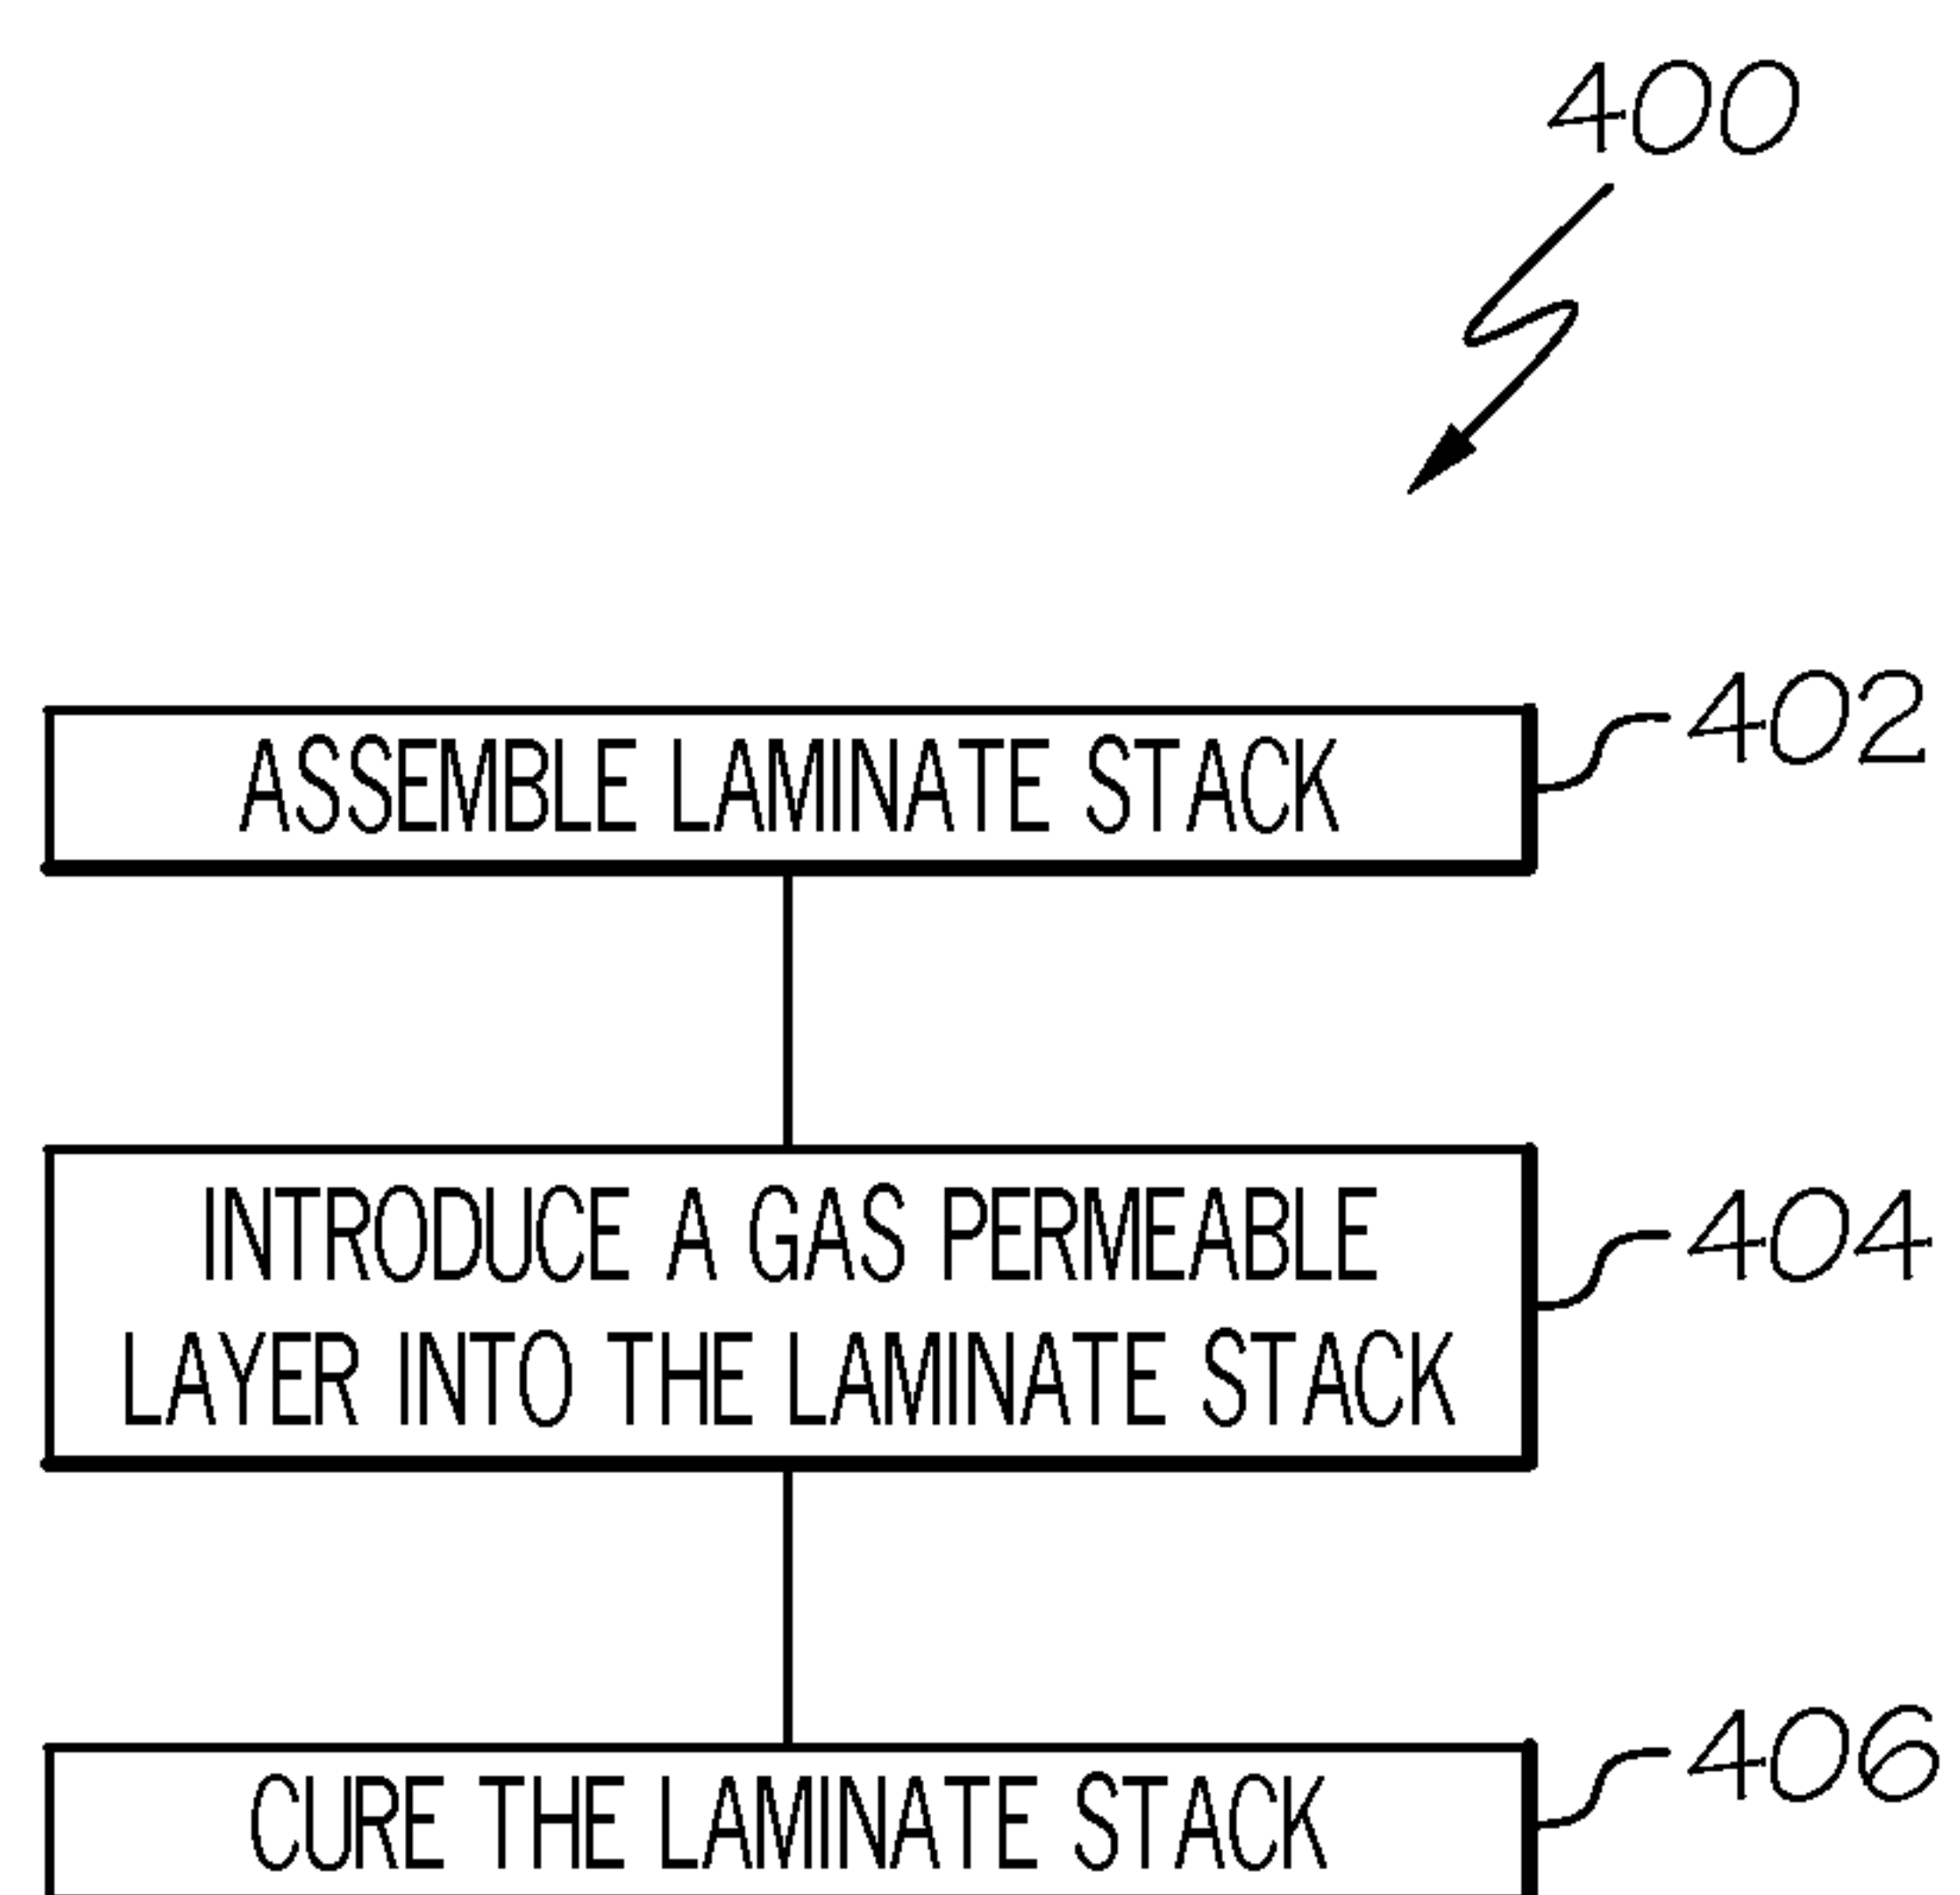 400
ASSEMBLE LAMINATE STACK
402
INTRODUCE A GAS PERMEABLE
LAYER INTO THE LAMINATE STACK
404
CURE THE LAMINATE STACK
406